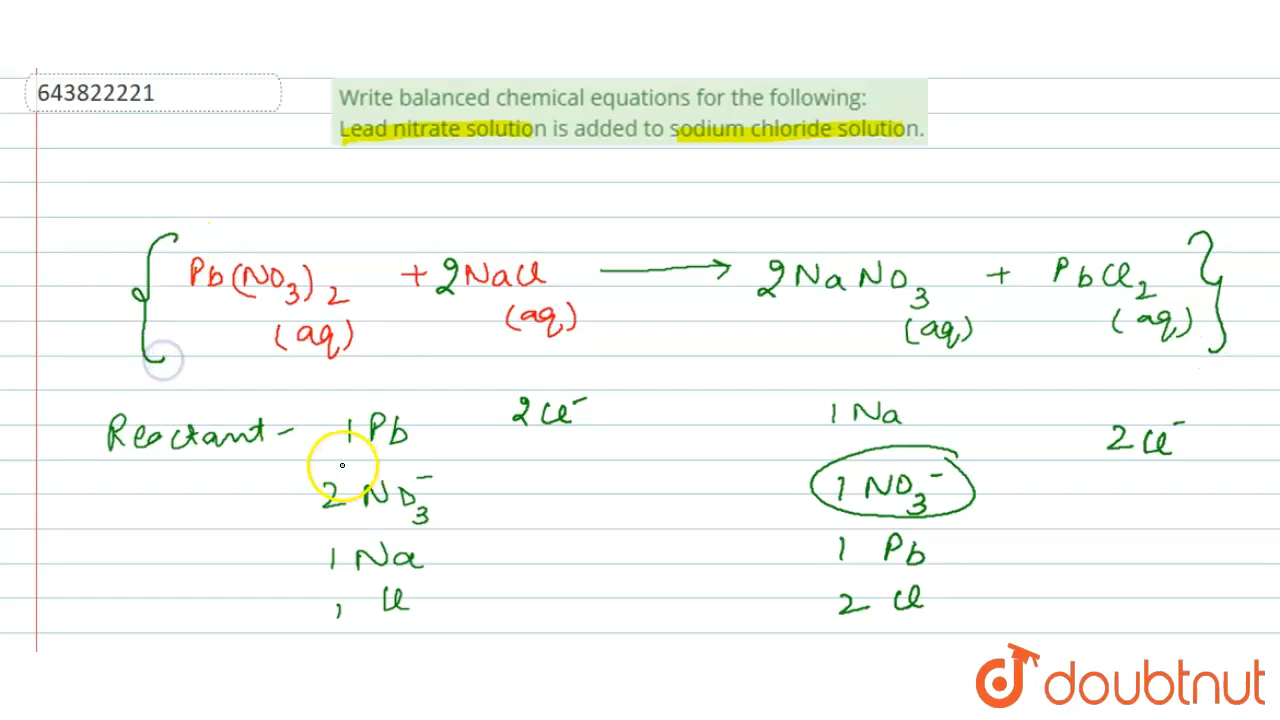 643822221
Write balanced chemical equations for the following:
Lead nitrate solution is added to sodium chloride solution.
Pb(NO3)2 + 2NaCl ⟶ 2NaNO3 + PbCl2
(aq) (aq) (aq) (aq)
Reactant - 1 Pb 2Cl⁻ 1 Na 2Cl⁻
2 NO3⁻ 1 NO3⁻
1 Na 1 Pb
1 Cl 2 Cl
doubtnut